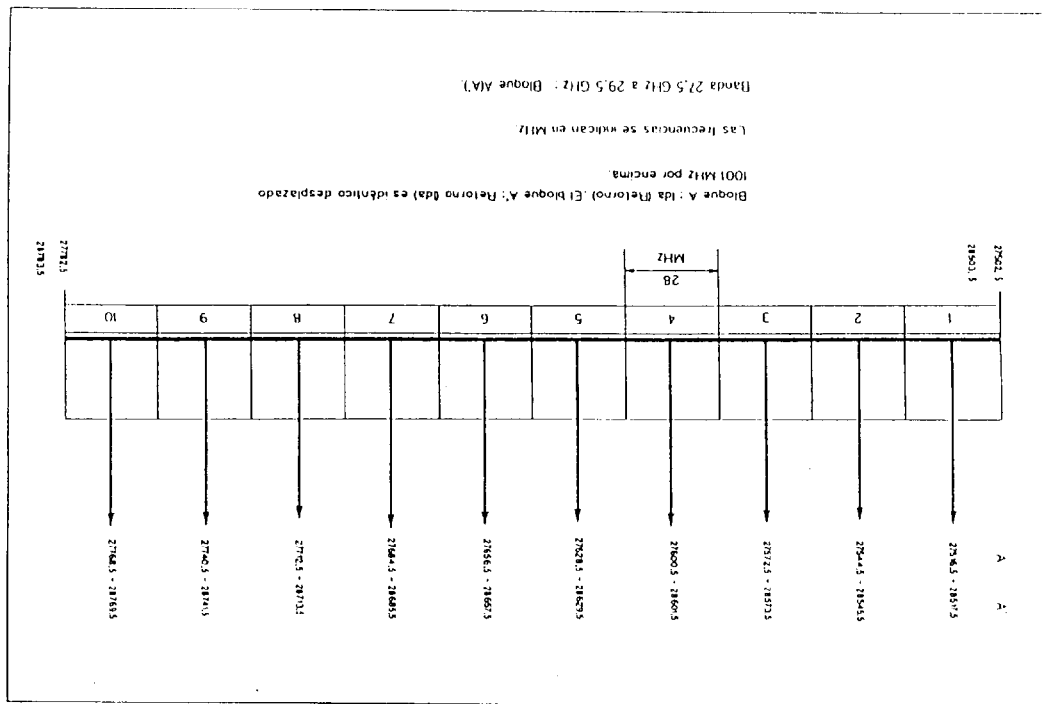 A A'
27516,5 - 28517,5
27544,5 - 28545,5
27572,5 - 28573,5
27600,5 - 28601,5
27628,5 - 28629,5
27656,5 - 28657,5
27684,5 - 28685,5
27712,5 - 28713,5
27740,5 - 28741,5
27768,5 - 28769,5
1 2 3 4 5 6 7 8 9 10
28
MHz
27502,5
28503,5
27782,5
28783,5
Bloque A : Ida (Retorno). El bloque A' : Retorno (Ida) es idéntico desplazado
1001 MHz por encima.
Las frecuencias se indican en MHz.
Banda 27,5 GHz a 29,5 GHz : Bloque A(A').